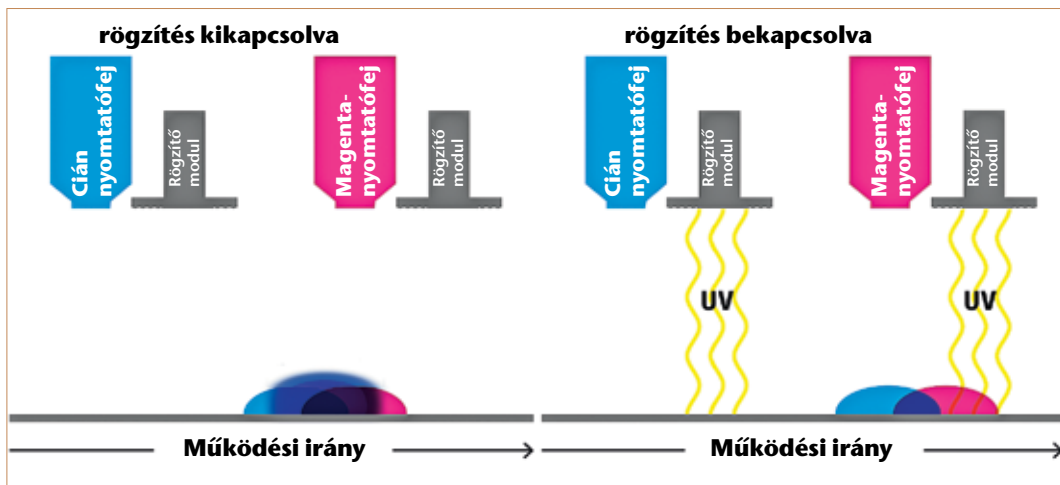 rögzítés kikapcsolva
Cián
nyomtatófej
Rögzítő
modul
Magenta-
nyomtatófej
Rögzítő
modul
Működési irány
rögzítés bekapcsolva
Cián
nyomtatófej
Rögzítő
modul
Magenta-
nyomtatófej
Rögzítő
modul
UV
UV
Működési irány